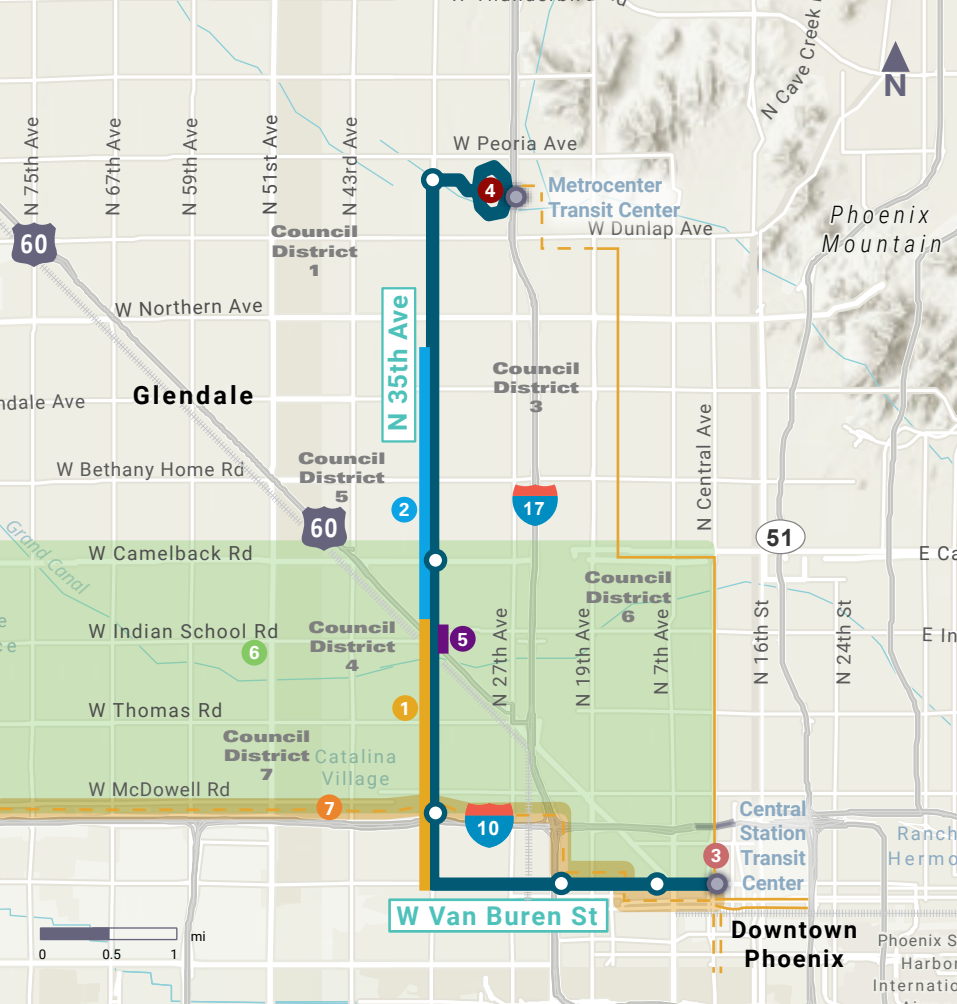 N Cave Creek
N
N 75th Ave
N 67th Ave
N 59th Ave
N 51st Ave
N 43rd Ave
W Peoria Ave
4
Metrocenter
Transit Center
W Dunlap Ave
Phoenix
Mountain
60
Council
District
1
W Northern Ave
N 35th Ave
Glendale
ndale Ave
Council
District
3
N Central Ave
W Bethany Home Rd
Council
District
5
2
60
17
51
Grand Canal
W Camelback Rd
E Ca
Council
District
6
W Indian School Rd
6
Council
District
4
5
N 27th Ave
N 19th Ave
N 7th Ave
N 16th St
N 24th St
E In
e
ce
W Thomas Rd
1
Council
District
7
Catalina
Village
W McDowell Rd
7
10
Central
Station
Transit
Center
3
Ranch
Hermo
W Van Buren St
Downtown
Phoenix
Phoenix S
Harbor
Internatio
0
0.5
1
mi